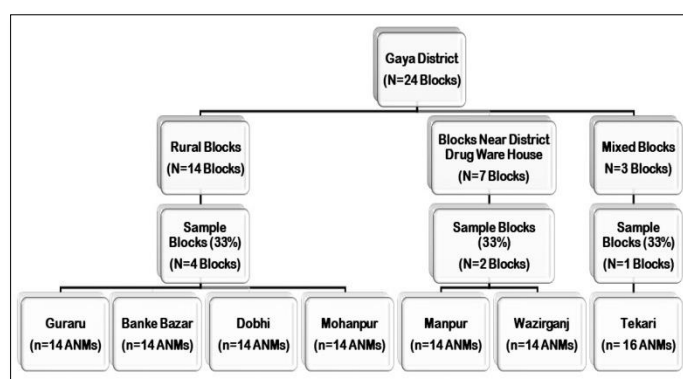 Gaya District
(N=24 Blocks)
Rural Blocks
(N=14 Blocks)
Blocks Near District
Drug Ware House
(N=7 Blocks)
Mixed Blocks
N=3 Blocks)
Sample
Blocks (33%)
(N=4 Blocks)
Sample Blocks
(33%)
(N=2 Blocks)
Sample
Blocks (33%)
(N=1 Blocks)
Guraru
(n=14 ANMs)
Banke Bazar
(n=14 ANMs)
Dobhi
(n=14 ANMs)
Mohanpur
(n=14 ANMs)
Manpur
(n=14 ANMs)
Wazirganj
(n=14 ANMs)
Tekari
(n= 16 ANMs)